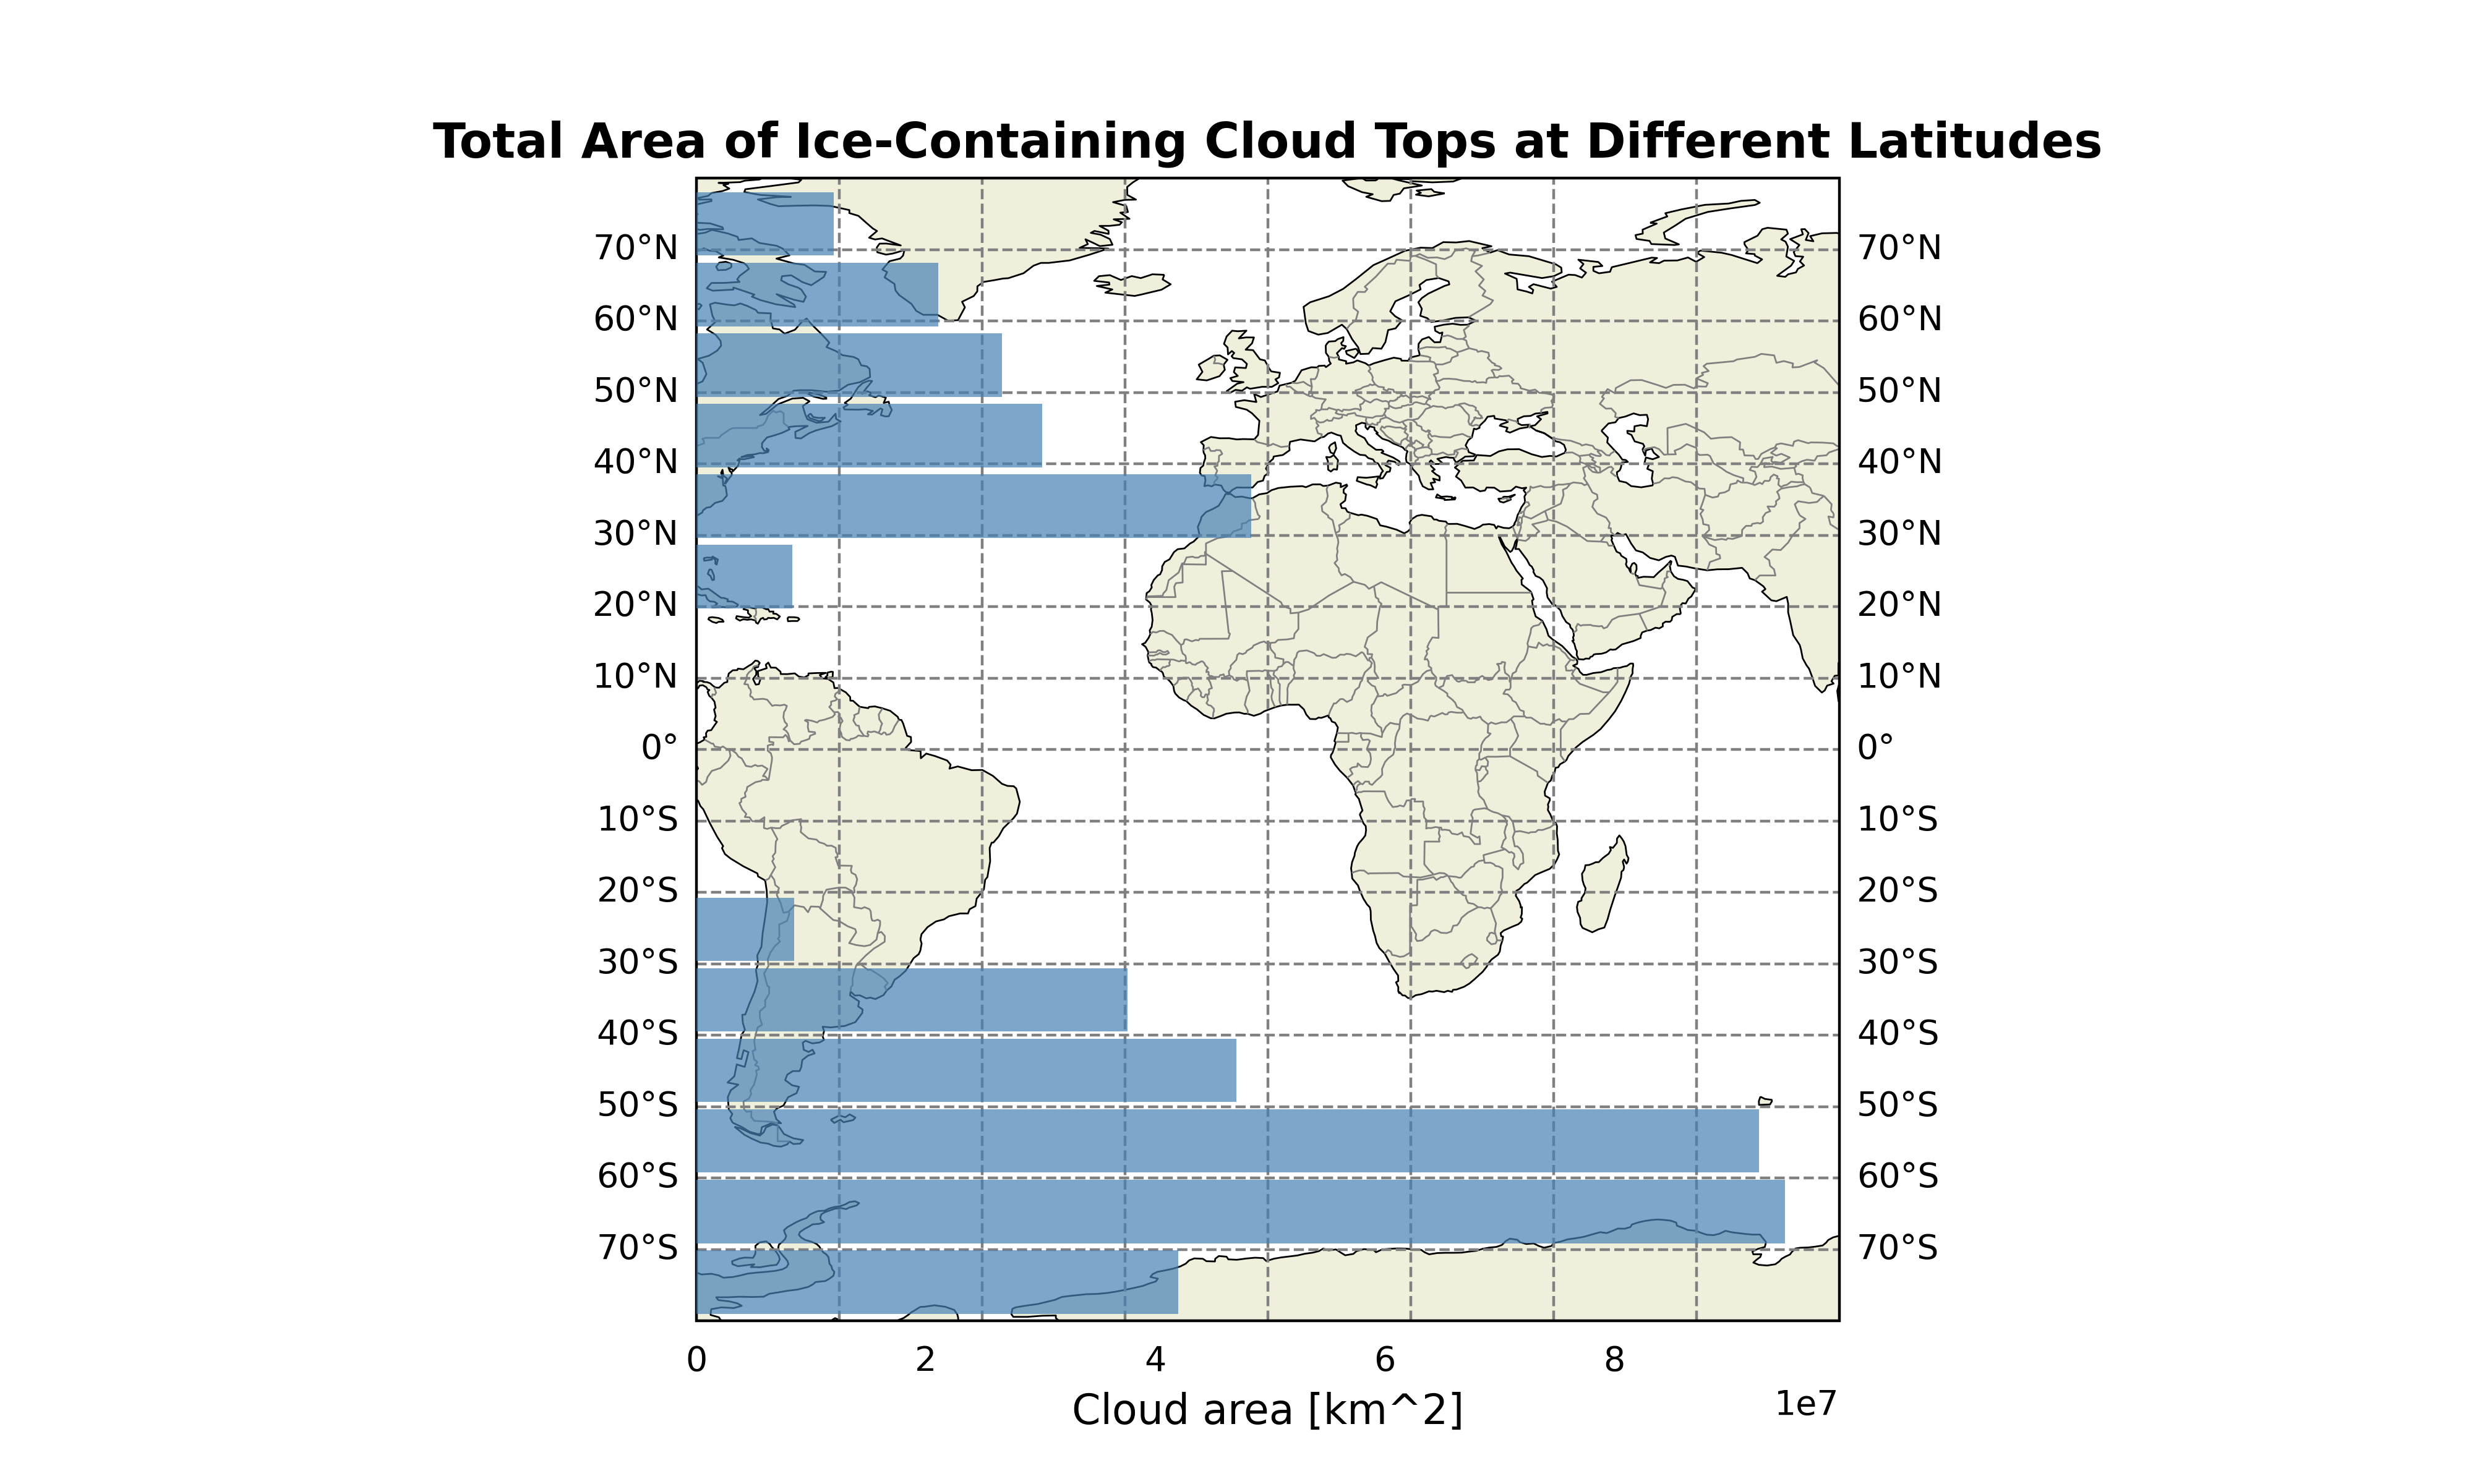 Total Area of Ice-Containing Cloud Tops at Different Latitudes
70°N 70°N
60°N 60°N
50°N 50°N
40°N 40°N
30°N 30°N
20°N 20°N
10°N 10°N
0° 0°
10°S 10°S
20°S 20°S
30°S 30°S
40°S 40°S
50°S 50°S
60°S 60°S
70°S 70°S
0 2 4 6 8
1e7
Cloud area [km^2]